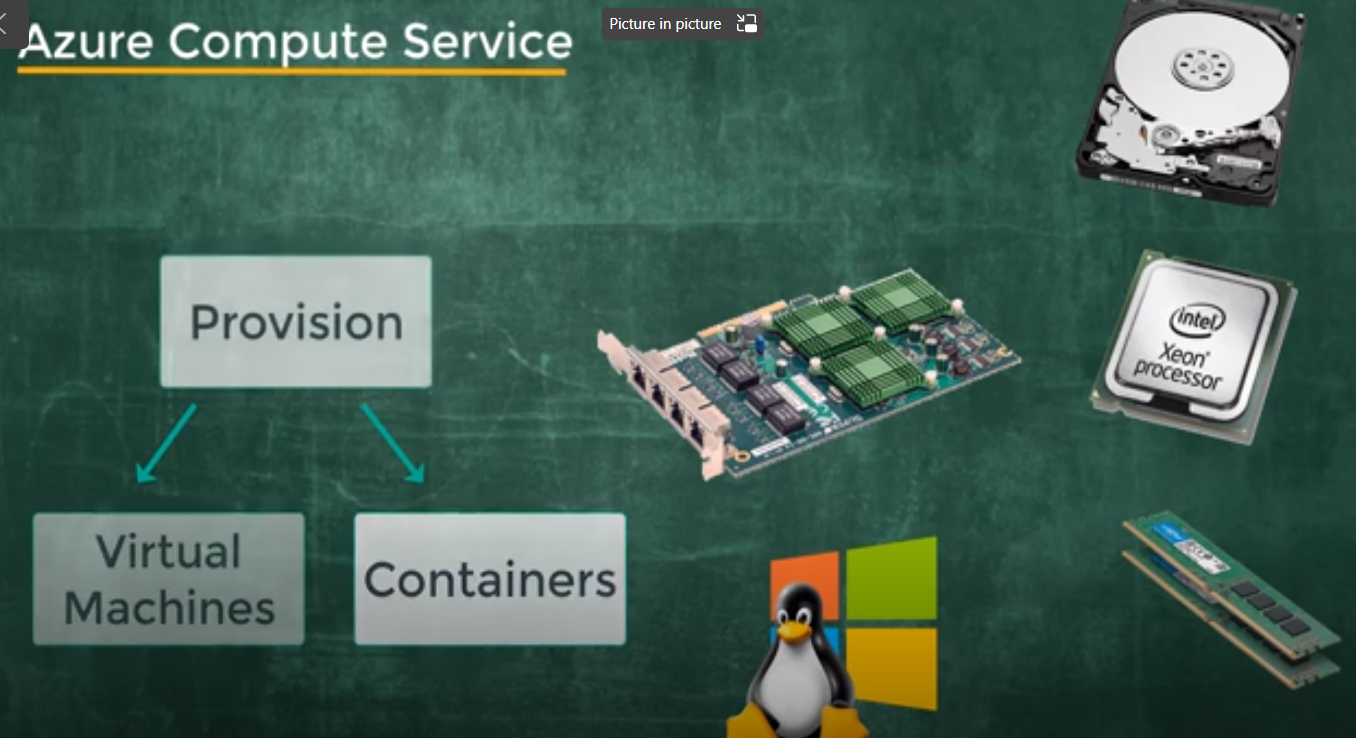 Azure Compute Service
Picture in picture
Provision
Virtual
Machines
Containers
intel
Xeon®
processor